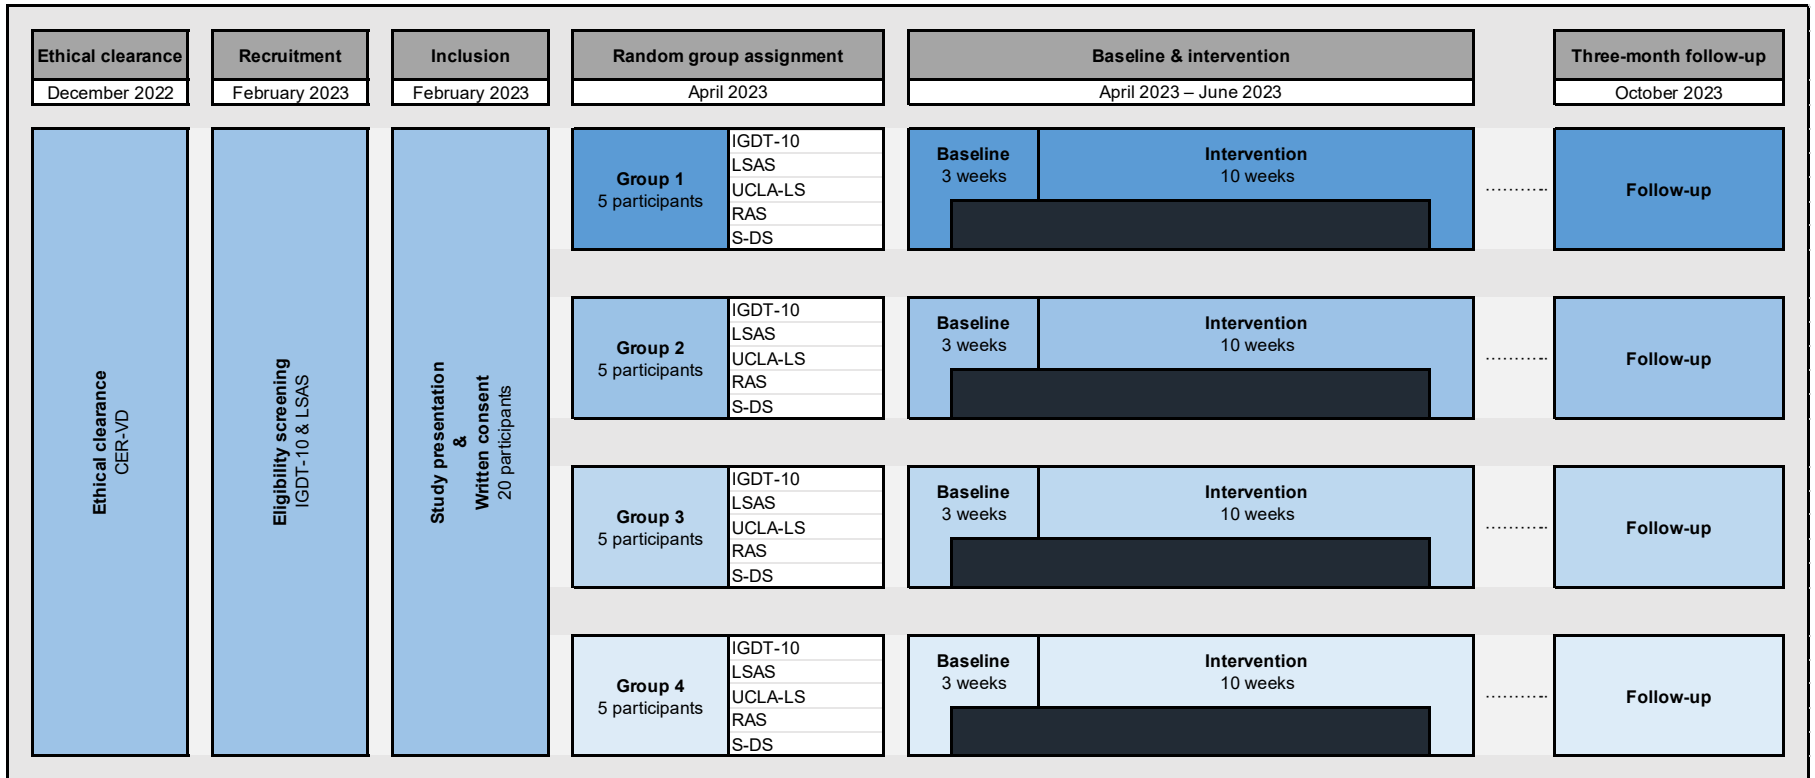 Ethical clearance
December 2022
Recruitment
February 2023
Inclusion
February 2023
Random group assignment
April 2023
Baseline & intervention
April 2023 – June 2023
Three-month follow-up
October 2023
Ethical clearance
CER-VD
Eligibility screening
IGDT-10 & LSAS
Study presentation
&
Written consent
20 participants
Group 1
5 participants
IGDT-10
LSAS
UCLA-LS
RAS
S-DS
Baseline
3 weeks
Intervention
10 weeks
Follow-up
Group 2
5 participants
IGDT-10
LSAS
UCLA-LS
RAS
S-DS
Baseline
3 weeks
Intervention
10 weeks
Follow-up
Group 3
5 participants
IGDT-10
LSAS
UCLA-LS
RAS
S-DS
Baseline
3 weeks
Intervention
10 weeks
Follow-up
Group 4
5 participants
IGDT-10
LSAS
UCLA-LS
RAS
S-DS
Baseline
3 weeks
Intervention
10 weeks
Follow-up